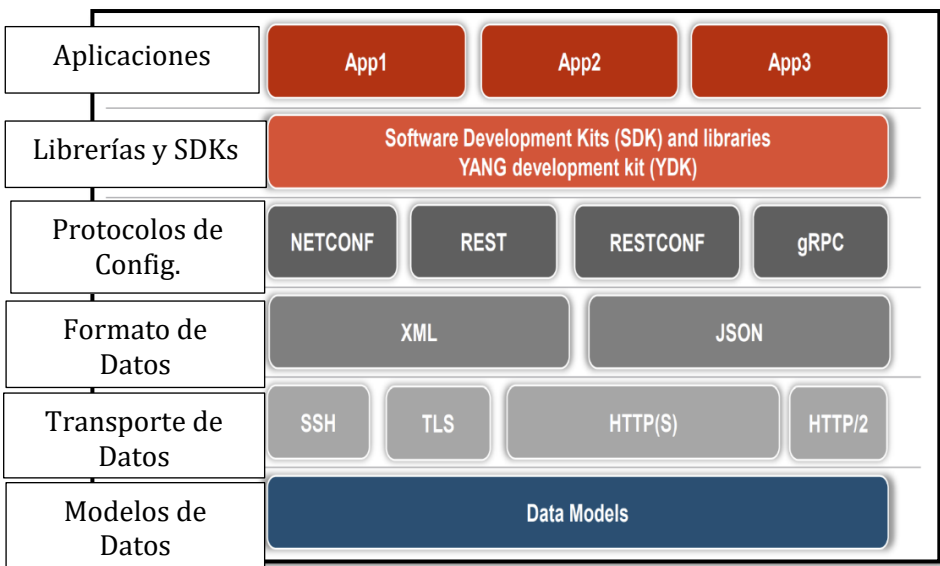 Aplicaciones
App1 App2 App3
Librerías y SDKs
Software Development Kits (SDK) and libraries
YANG development kit (YDK)
Protocolos de
Config.
NETCONF REST RESTCONF gRPC
Formato de
Datos
XML JSON
Transporte de
Datos
SSH TLS HTTP(S) HTTP/2
Modelos de
Datos
Data Models